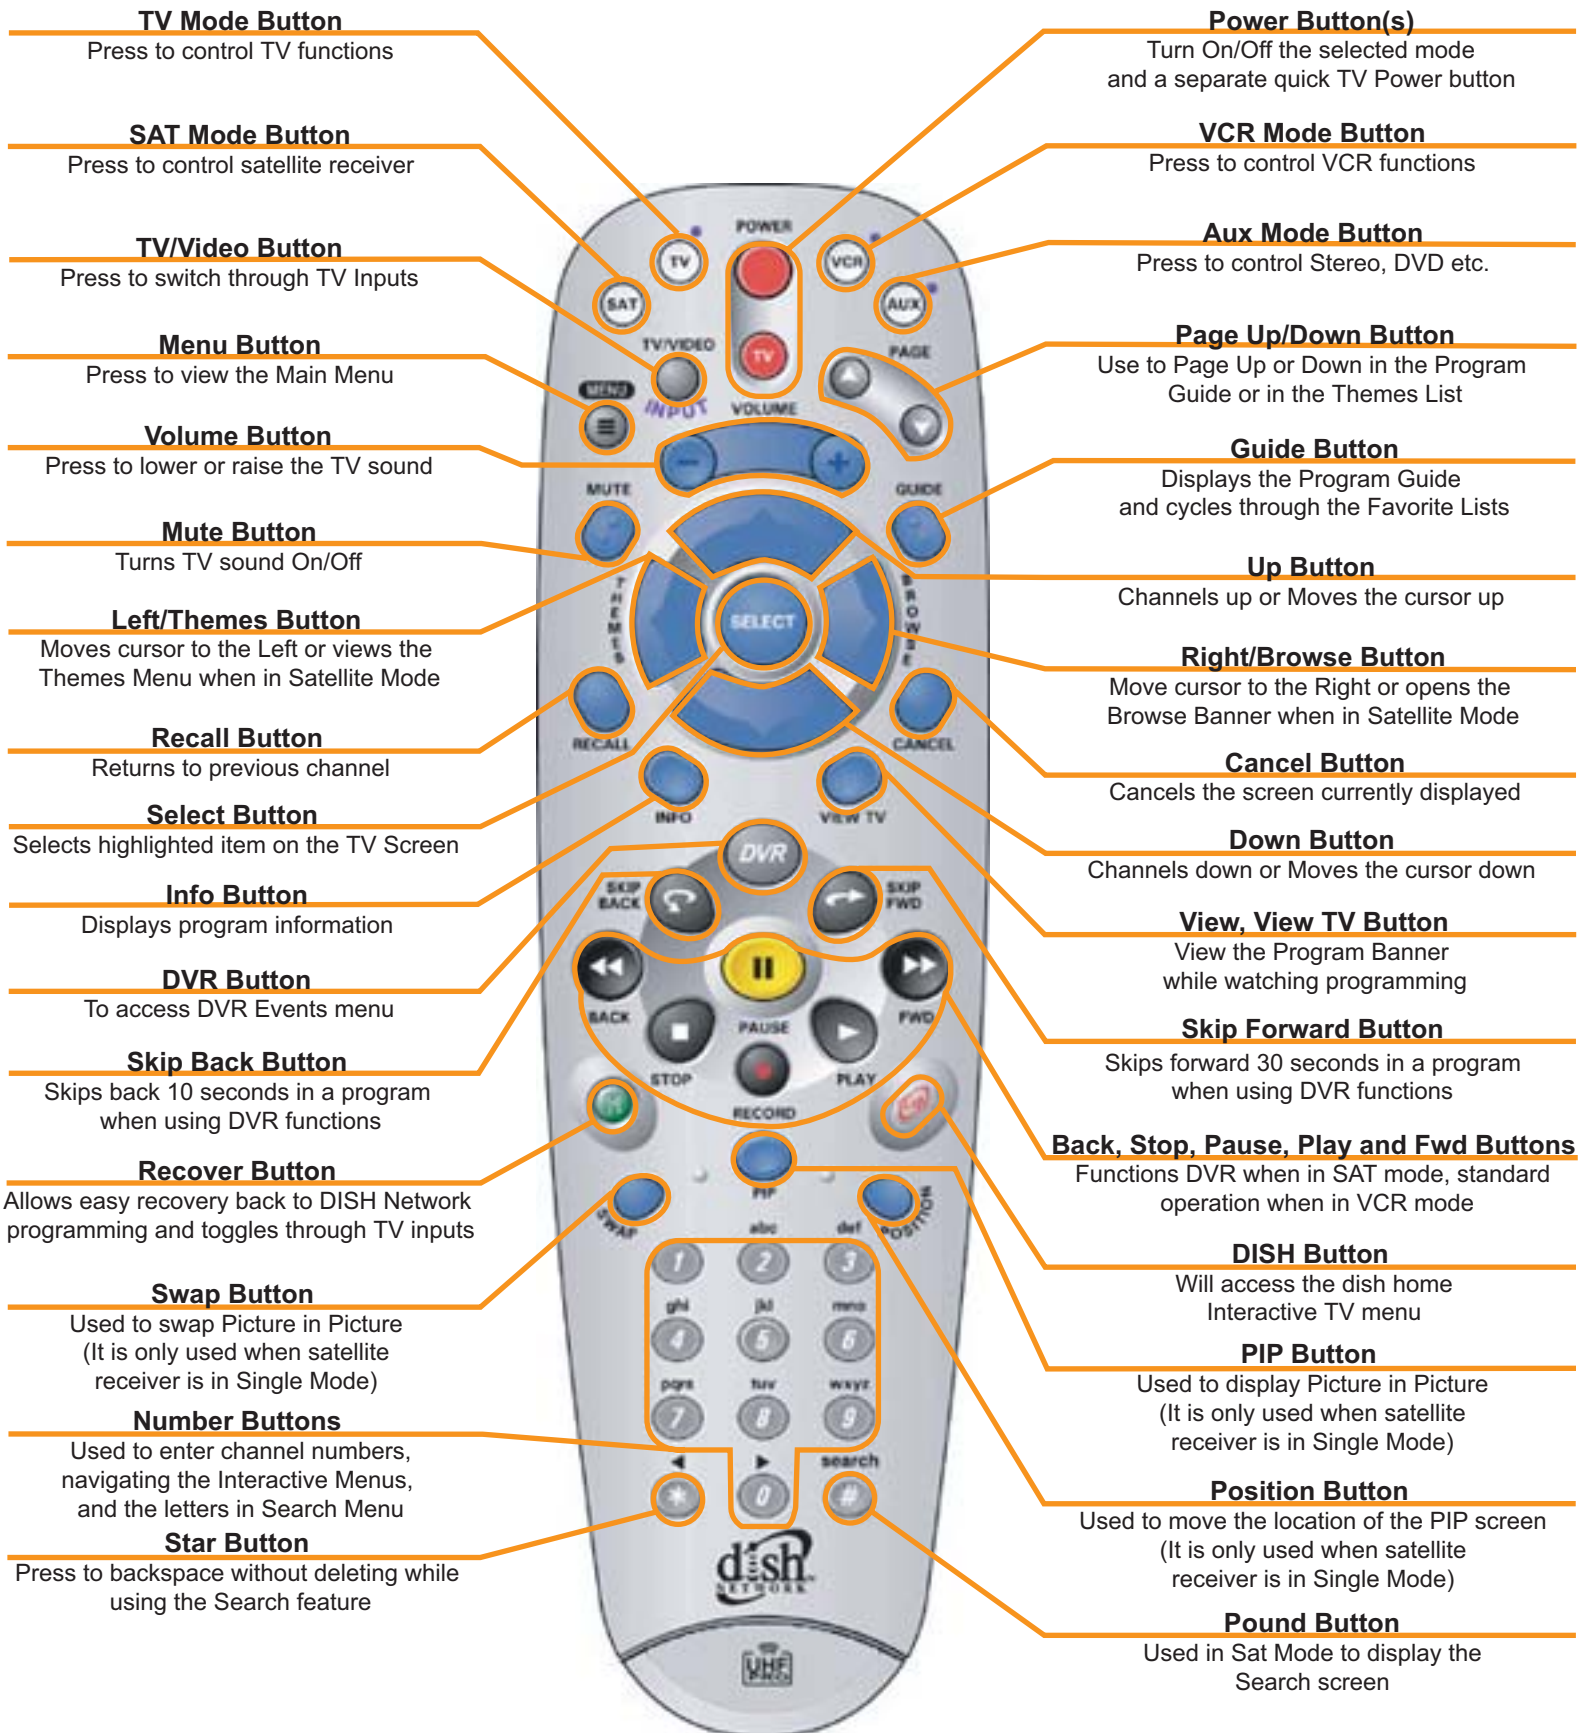 TV Mode Button
Press to control TV functions
SAT Mode Button
Press to control satellite receiver
TV/Video Button
Press to switch through TV Inputs
Menu Button
Press to view the Main Menu
Volume Button
Press to lower or raise the TV sound
Mute Button
Turns TV sound On/Off
Left/Themes Button
Moves cursor to the Left or views the
Themes Menu when in Satellite Mode
Recall Button
Returns to previous channel
Select Button
Selects highlighted item on the TV Screen
Info Button
Displays program information
DVR Button
To access DVR Events menu
Skip Back Button
Skips back 10 seconds in a program
when using DVR functions
Recover Button
Allows easy recovery back to DISH Network
programming and toggles through TV inputs
Swap Button
Used to swap Picture in Picture
(It is only used when satellite
receiver is in Single Mode)
Number Buttons
Used to enter channel numbers,
navigating the Interactive Menus,
and the letters in Search Menu
Star Button
Press to backspace without deleting while
using the Search feature
POWER
TV
VCR
SAT
AUX
TV/VIDEO
TV
PAGE
MENU
INPUT
VOLUME
- +
MUTE
GUIDE
THEMES
SELECT
BROWSE
RECALL
CANCEL
INFO
VIEW TV
DVR
SKIP BACK
SKIP FWD
BACK
PAUSE
FWD
STOP
PLAY
RECORD
SWAP
PIP
POSITION
abc def
1 2 3
ghi jkl mno
4 5 6
pqrs tuv wxyz
7 8 9
search
* 0 #
dish
NETWORK
UHF
PRO
Power Button(s)
Turn On/Off the selected mode
and a separate quick TV Power button
VCR Mode Button
Press to control VCR functions
Aux Mode Button
Press to control Stereo, DVD etc.
Page Up/Down Button
Use to Page Up or Down in the Program
Guide or in the Themes List
Guide Button
Displays the Program Guide
and cycles through the Favorite Lists
Up Button
Channels up or Moves the cursor up
Right/Browse Button
Move cursor to the Right or opens the
Browse Banner when in Satellite Mode
Cancel Button
Cancels the screen currently displayed
Down Button
Channels down or Moves the cursor down
View, View TV Button
View the Program Banner
while watching programming
Skip Forward Button
Skips forward 30 seconds in a program
when using DVR functions
Back, Stop, Pause, Play and Fwd Buttons
Functions DVR when in SAT mode, standard
operation when in VCR mode
DISH Button
Will access the dish home
Interactive TV menu
PIP Button
Used to display Picture in Picture
(It is only used when satellite
receiver is in Single Mode)
Position Button
Used to move the location of the PIP screen
(It is only used when satellite
receiver is in Single Mode)
Pound Button
Used in Sat Mode to display the
Search screen